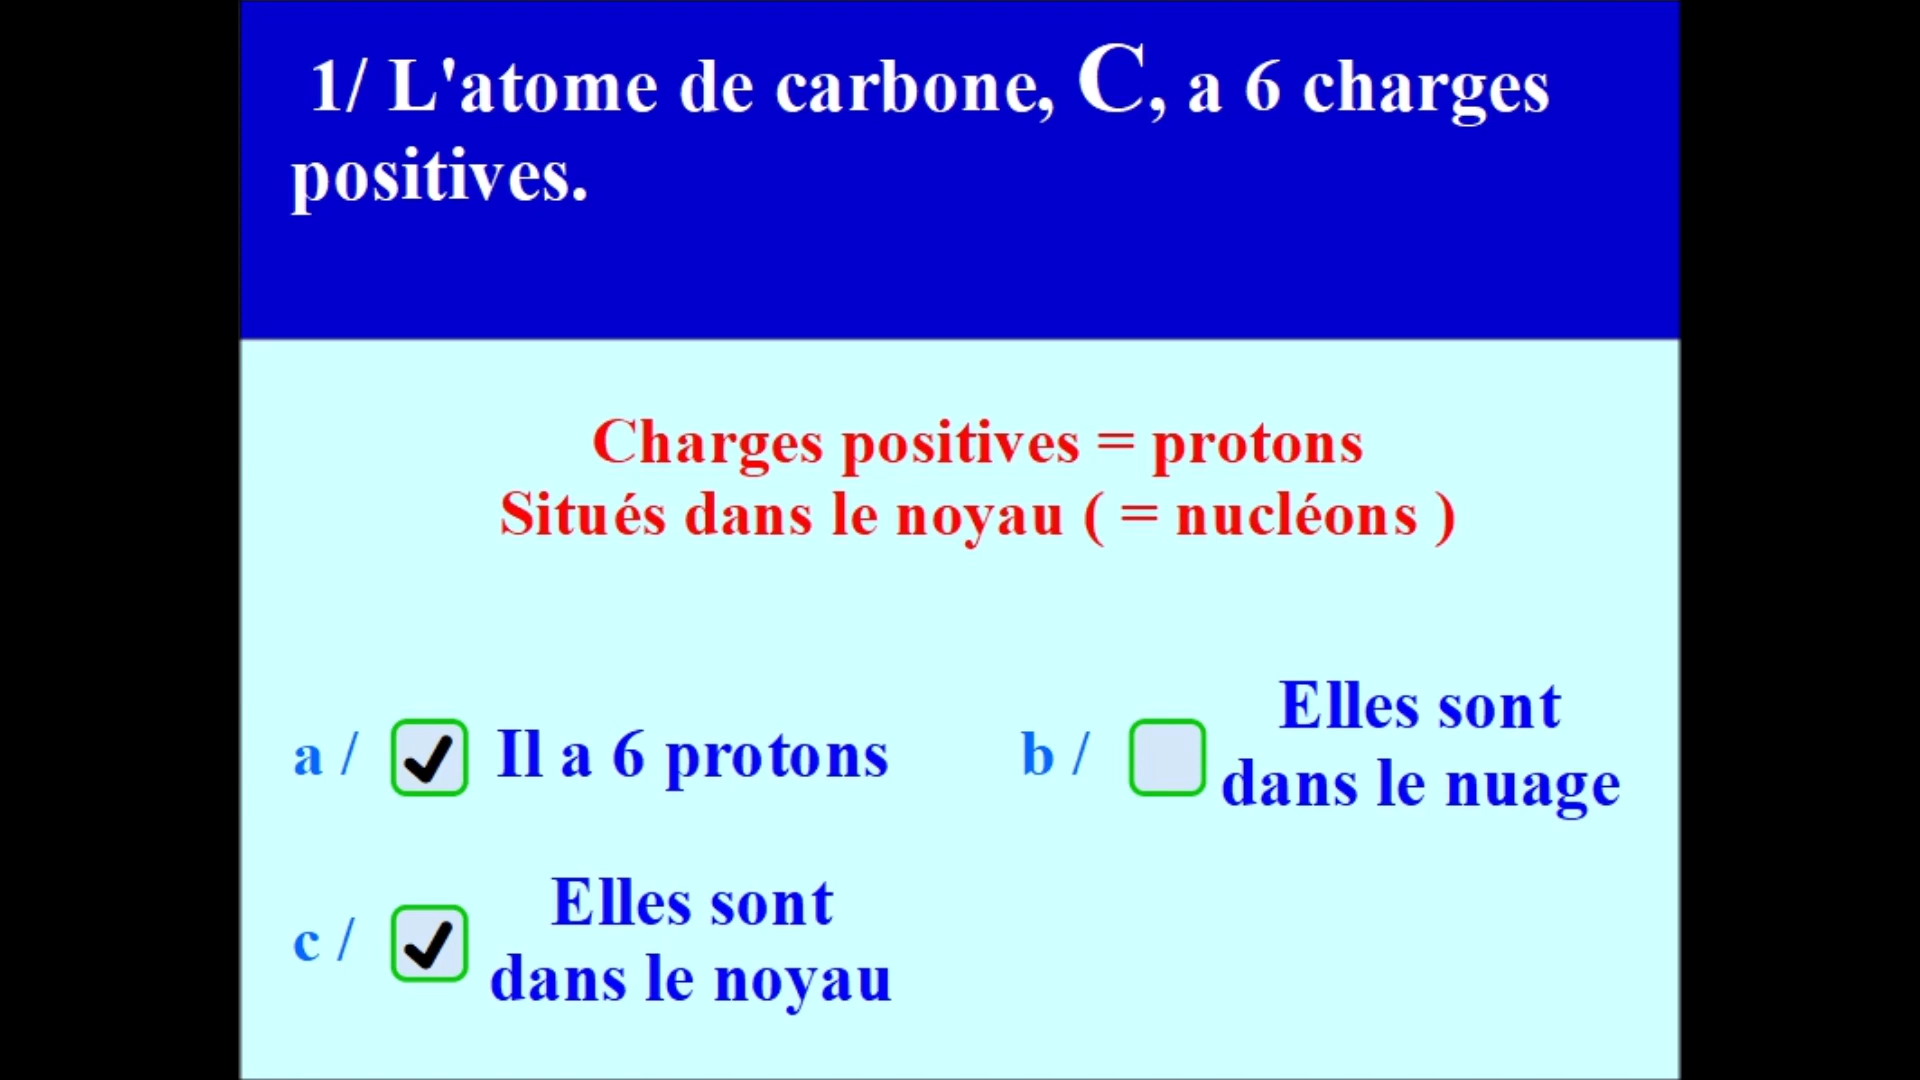 1/ L'atome de carbone, C, a 6 charges
positives.
Charges positives = protons
Situés dans le noyau ( = nucléons )
a / Il a 6 protons
b / Elles sont
dans le nuage
c / Elles sont
dans le noyau